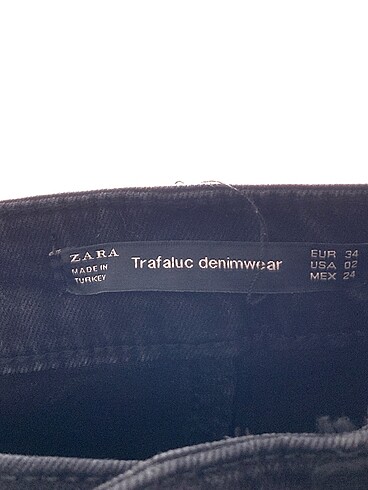 ZARA
MADE IN
TURKEY
Trafaluc denimwear
EUR 34
USA 02
MEX 24